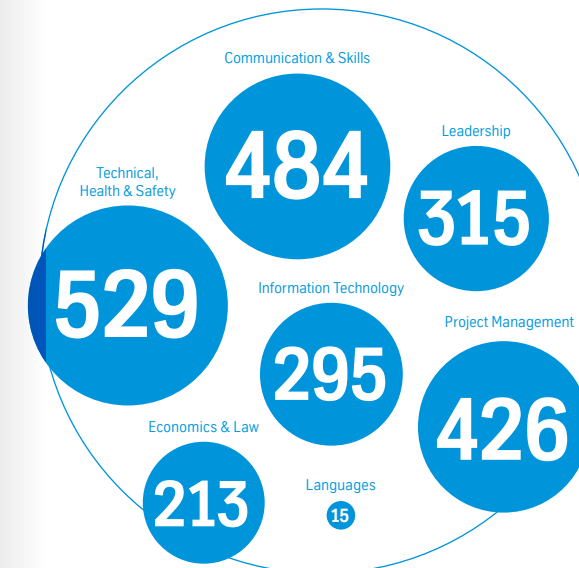 Communication & Skills
484
Leadership
315
Technical,
Health & Safety
529
Information Technology
295
Project Management
426
Economics & Law
213
Languages
15